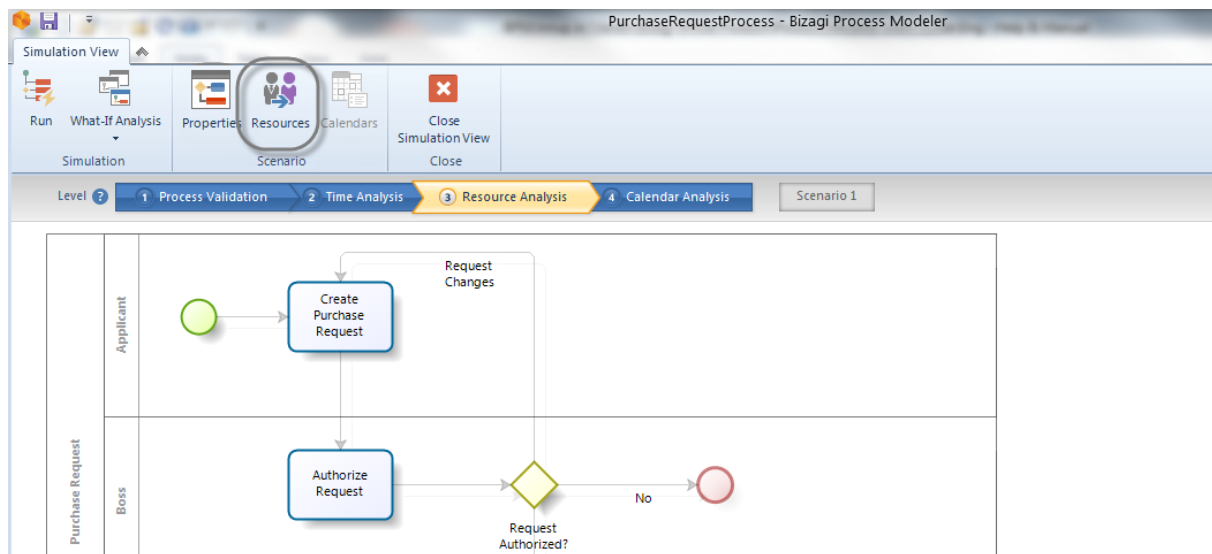 PurchaseRequestProcess - Bizagi Process Modeler
Simulation View
Run
What-If Analysis
Properties
Resources
Calendars
Close
Simulation View
Simulation
Scenario
Close
Level ?
1 Process Validation
2 Time Analysis
3 Resource Analysis
4 Calendar Analysis
Scenario 1
Request
Changes
Create
Purchase
Request
Applicant
Authorize
Request
No
Request
Authorized?
Boss
Purchase Request